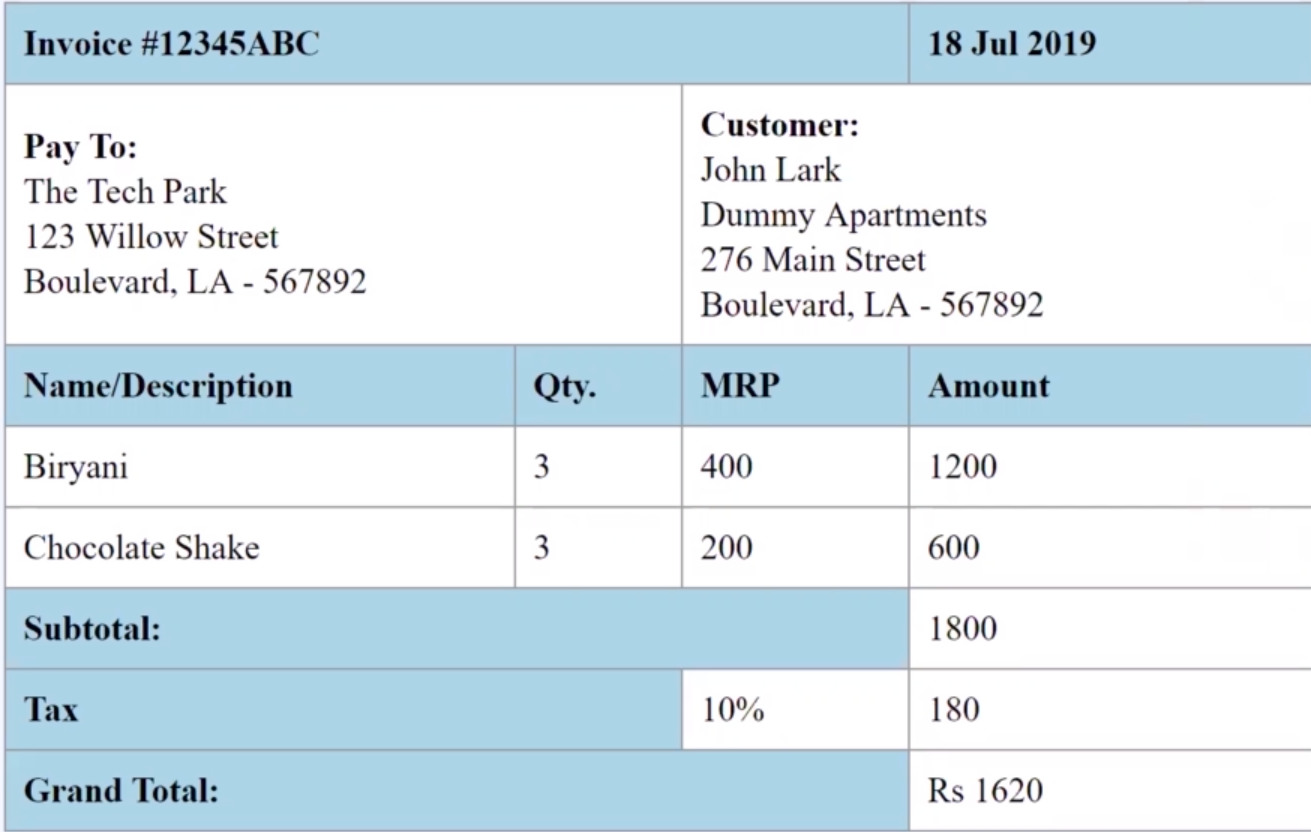 Invoice #12345ABC 18 Jul 2019
Pay To:
The Tech Park
123 Willow Street
Boulevard, LA - 567892
Customer:
John Lark
Dummy Apartments
276 Main Street
Boulevard, LA - 567892
Name/Description Qty. MRP Amount
Biryani 3 400 1200
Chocolate Shake 3 200 600
Subtotal: 1800
Tax 10% 180
Grand Total: Rs 1620